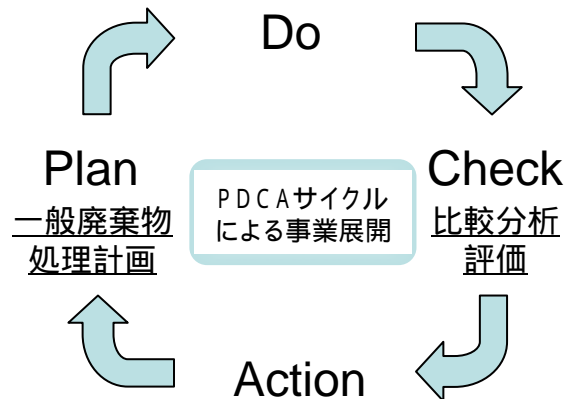 Do
Plan
一般廃棄物
処理計画
PDCAサイクル
による事業展開
Check
比較分析
評価
Action